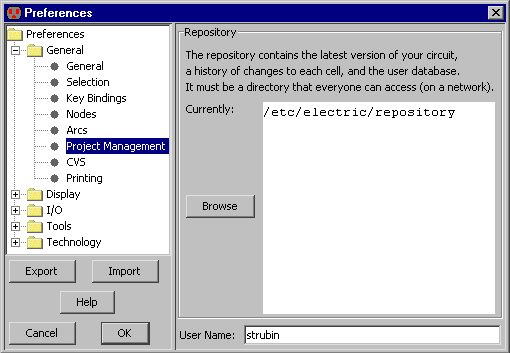 Preferences
Preferences
General
General
Selection
Key Bindings
Nodes
Arcs
Project Management
CVS
Printing
Display
I/O
Tools
Technology
Export
Import
Help
Cancel
OK
Repository
The repository contains the latest version of your circuit,
a history of changes to each cell, and the user database.
It must be a directory that everyone can access (on a network).
Currently:
/etc/electric/repository
Browse
User Name:
strubin